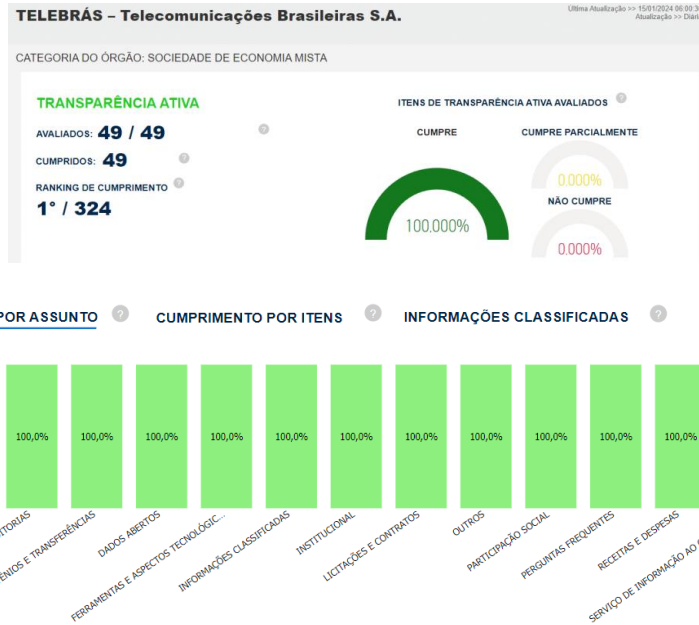 TELEBRÁS – Telecomunicações Brasileiras S.A.
Última Atualização >> 15/01/2024 06:00:3
Atualização >> Diári
CATEGORIA DO ÓRGÃO: SOCIEDADE DE ECONOMIA MISTA
TRANSPARÊNCIA ATIVA
AVALIADOS: 49 / 49
CUMPRIDOS: 49
RANKING DE CUMPRIMENTO
1° / 324
ITENS DE TRANSPARÊNCIA ATIVA AVALIADOS
CUMPRE
100.000%
CUMPRE PARCIALMENTE
0.000%
NÃO CUMPRE
0.000%
POR ASSUNTO
CUMPRIMENTO POR ITENS
INFORMAÇÕES CLASSIFICADAS
100,0% 100,0% 100,0% 100,0% 100,0% 100,0% 100,0% 100,0% 100,0% 100,0% 100,0%
ITORIAS
ÊNIOS E TRANSFERÊNCIAS
DADOS ABERTOS
FERRAMENTAS E ASPECTOS TECNOLÓGIC...
INFORMAÇÕES CLASSIFICADAS
INSTITUCIONAL
LICITAÇÕES E CONTRATOS
OUTROS
PARTICIPAÇÃO SOCIAL
PERGUNTAS FREQUENTES
RECEITAS E DESPESAS
SERVIÇO DE INFORMAÇÃO AO